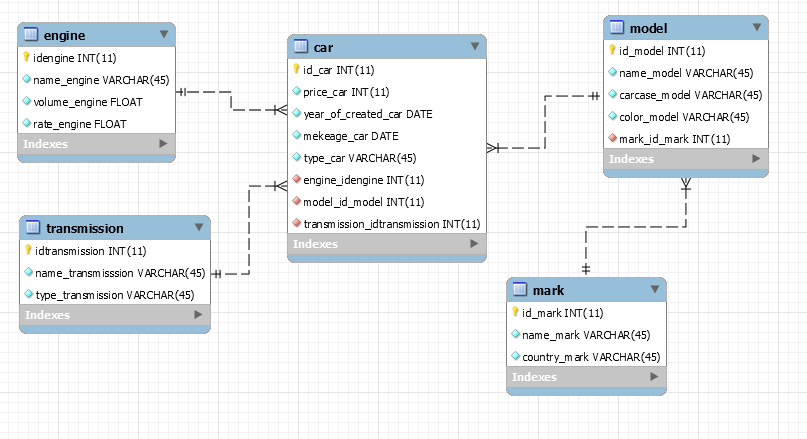 engine
idengine INT(11)
name_engine VARCHAR(45)
volume_engine FLOAT
rate_engine FLOAT
Indexes
car
id_car INT(11)
price_car INT(11)
year_of_created_car DATE
mekeage_car DATE
type_car VARCHAR(45)
engine_idengine INT(11)
model_id_model INT(11)
transmission_idtransmission INT(11)
Indexes
model
id_model INT(11)
name_model VARCHAR(45)
carcase_model VARCHAR(45)
color_model VARCHAR(45)
mark_id_mark INT(11)
Indexes
transmission
idtransmission INT(11)
name_transmisssion VARCHAR(45)
type_transmission VARCHAR(45)
Indexes
mark
id_mark INT(11)
name_mark VARCHAR(45)
country_mark VARCHAR(45)
Indexes